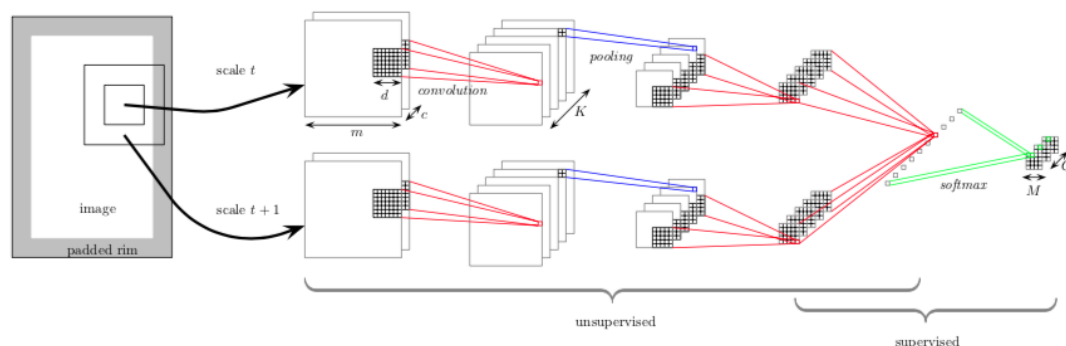 scale t
scale t + 1
image
padded rim
d
c
m
convolution
K
pooling
softmax
M
C
unsupervised
supervised